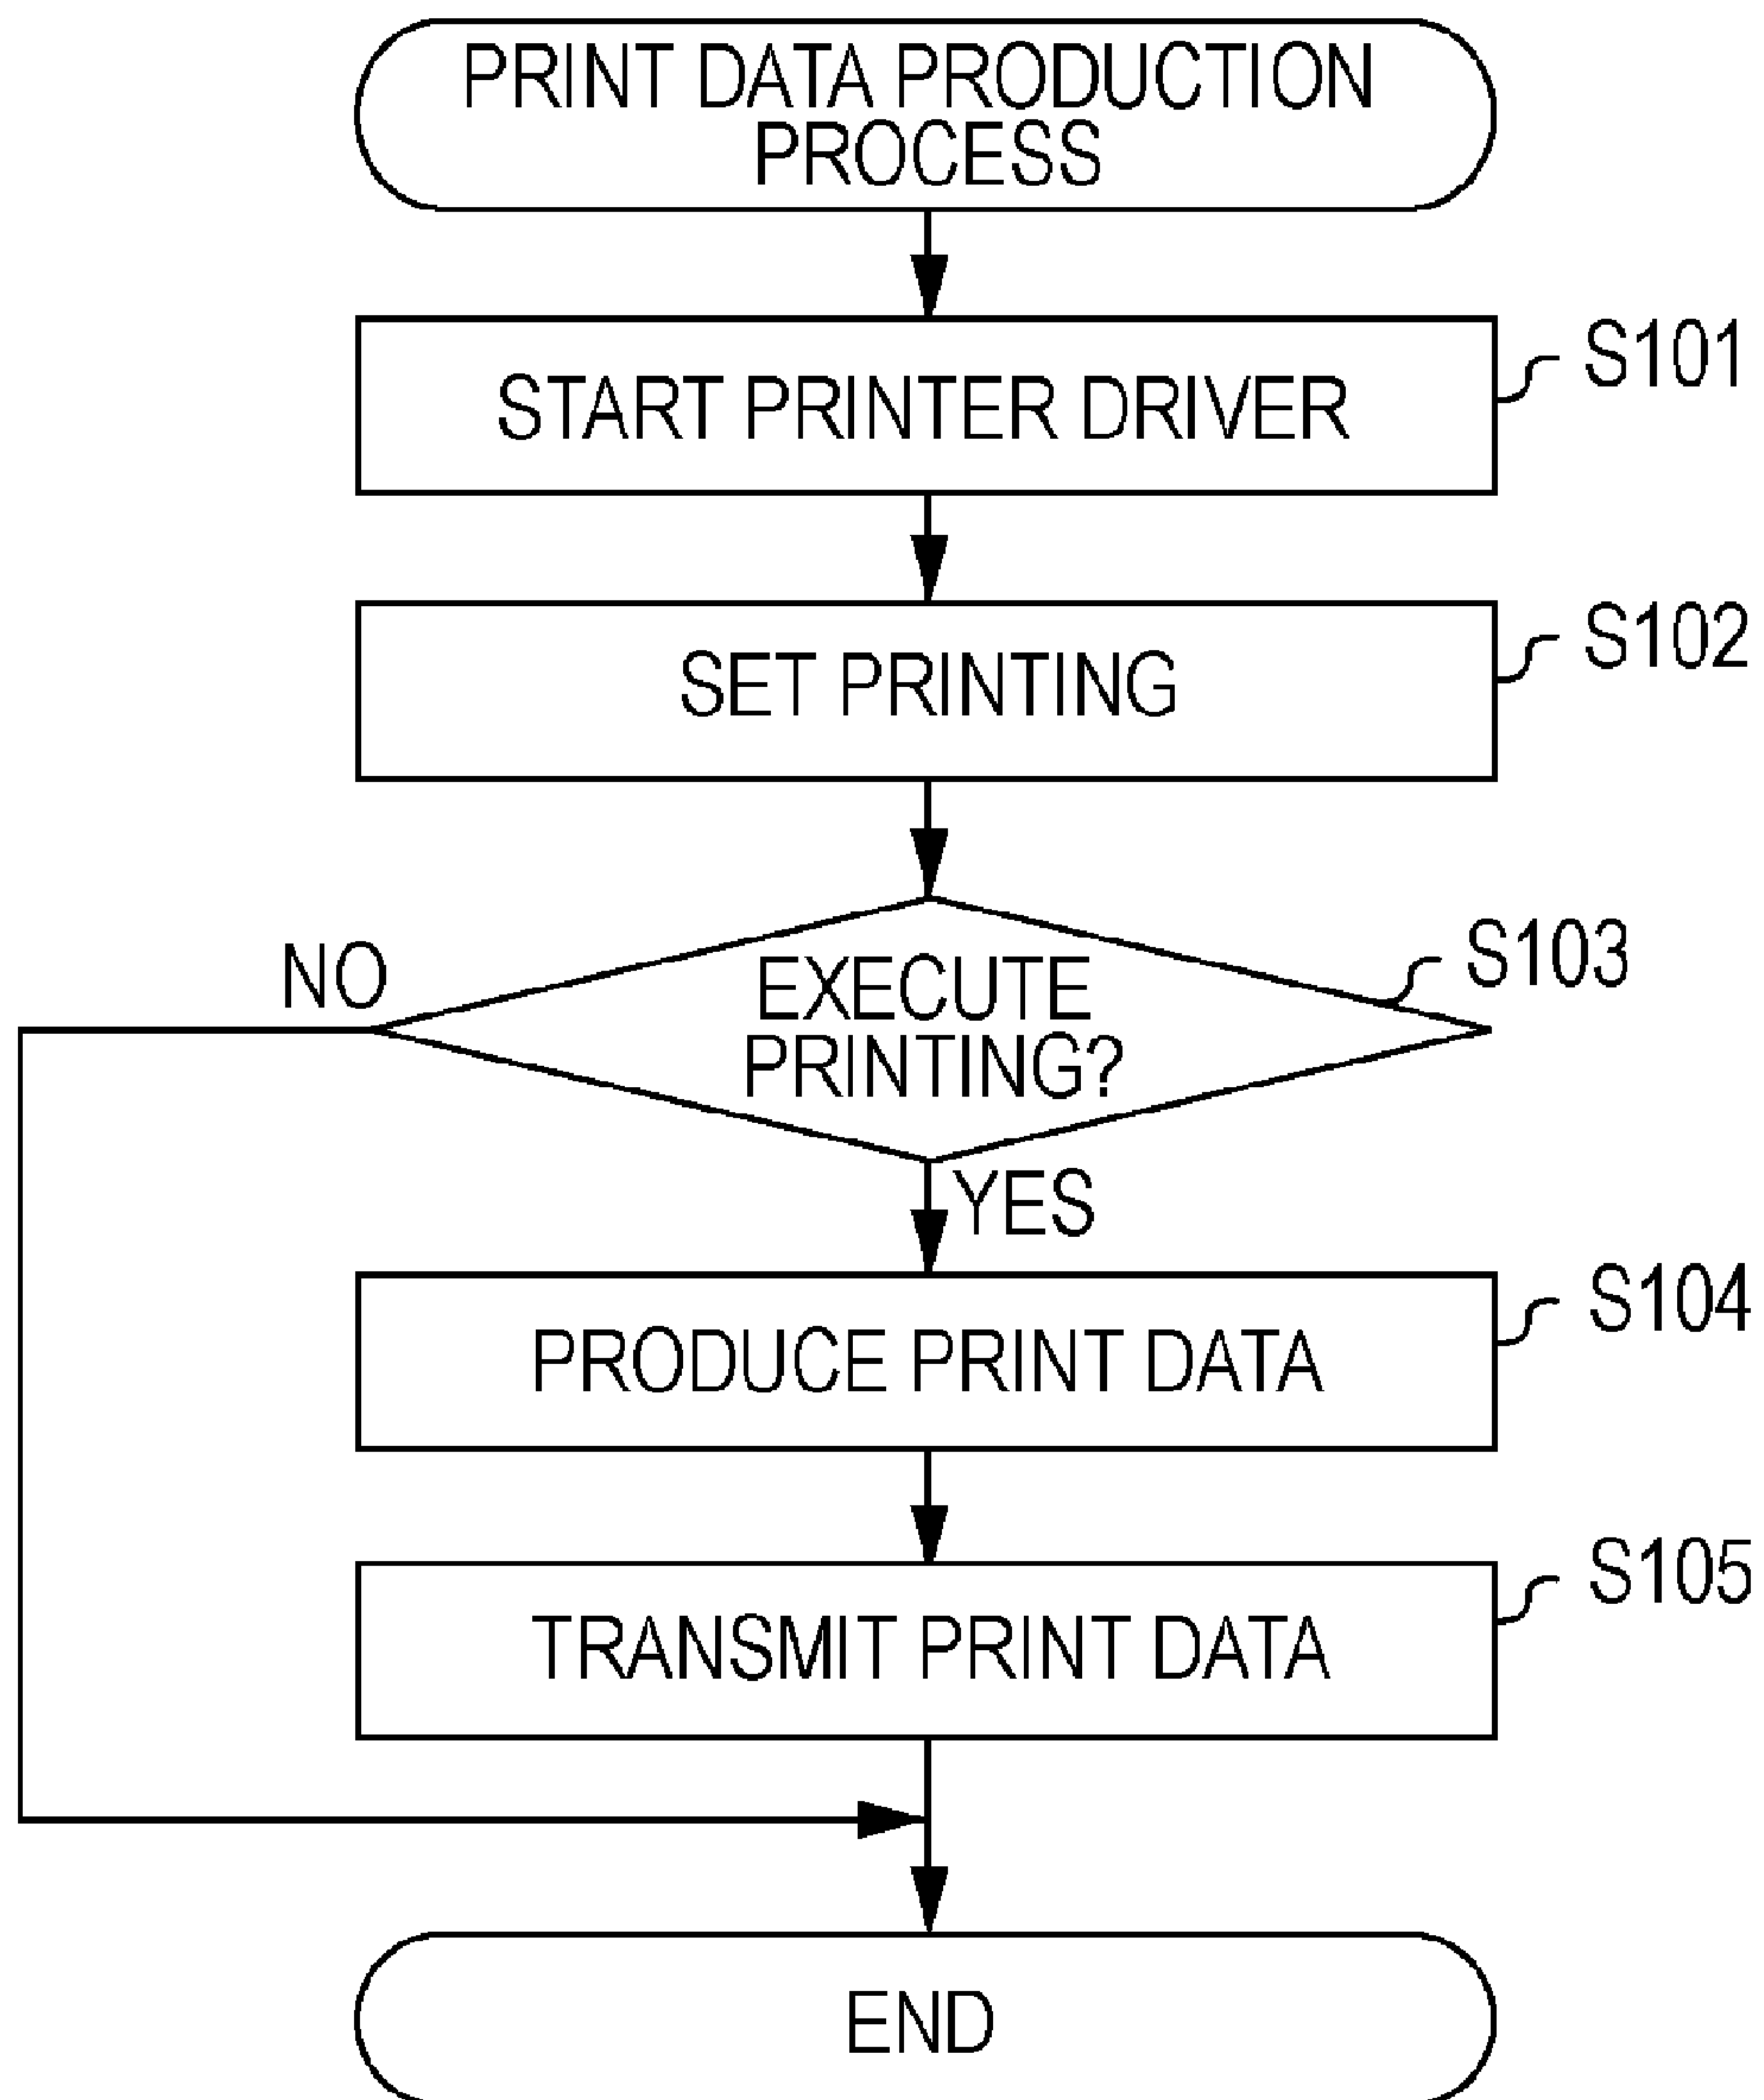 PRINT DATA PRODUCTION
PROCESS
START PRINTER DRIVER
S101
SET PRINTING
S102
NO
EXECUTE
PRINTING?
S103
YES
PRODUCE PRINT DATA
S104
TRANSMIT PRINT DATA
S105
END